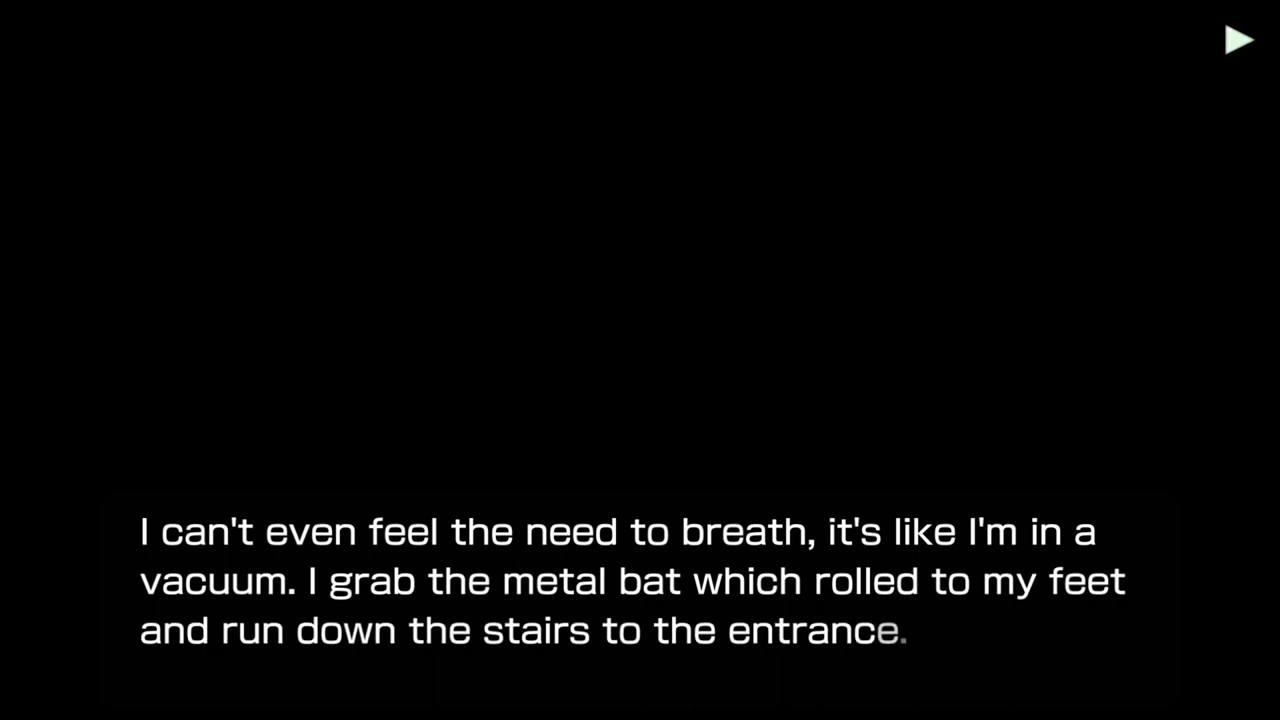 I can't even feel the need to breath, it's like I'm in a
vacuum. I grab the metal bat which rolled to my feet
and run down the stairs to the entrance.